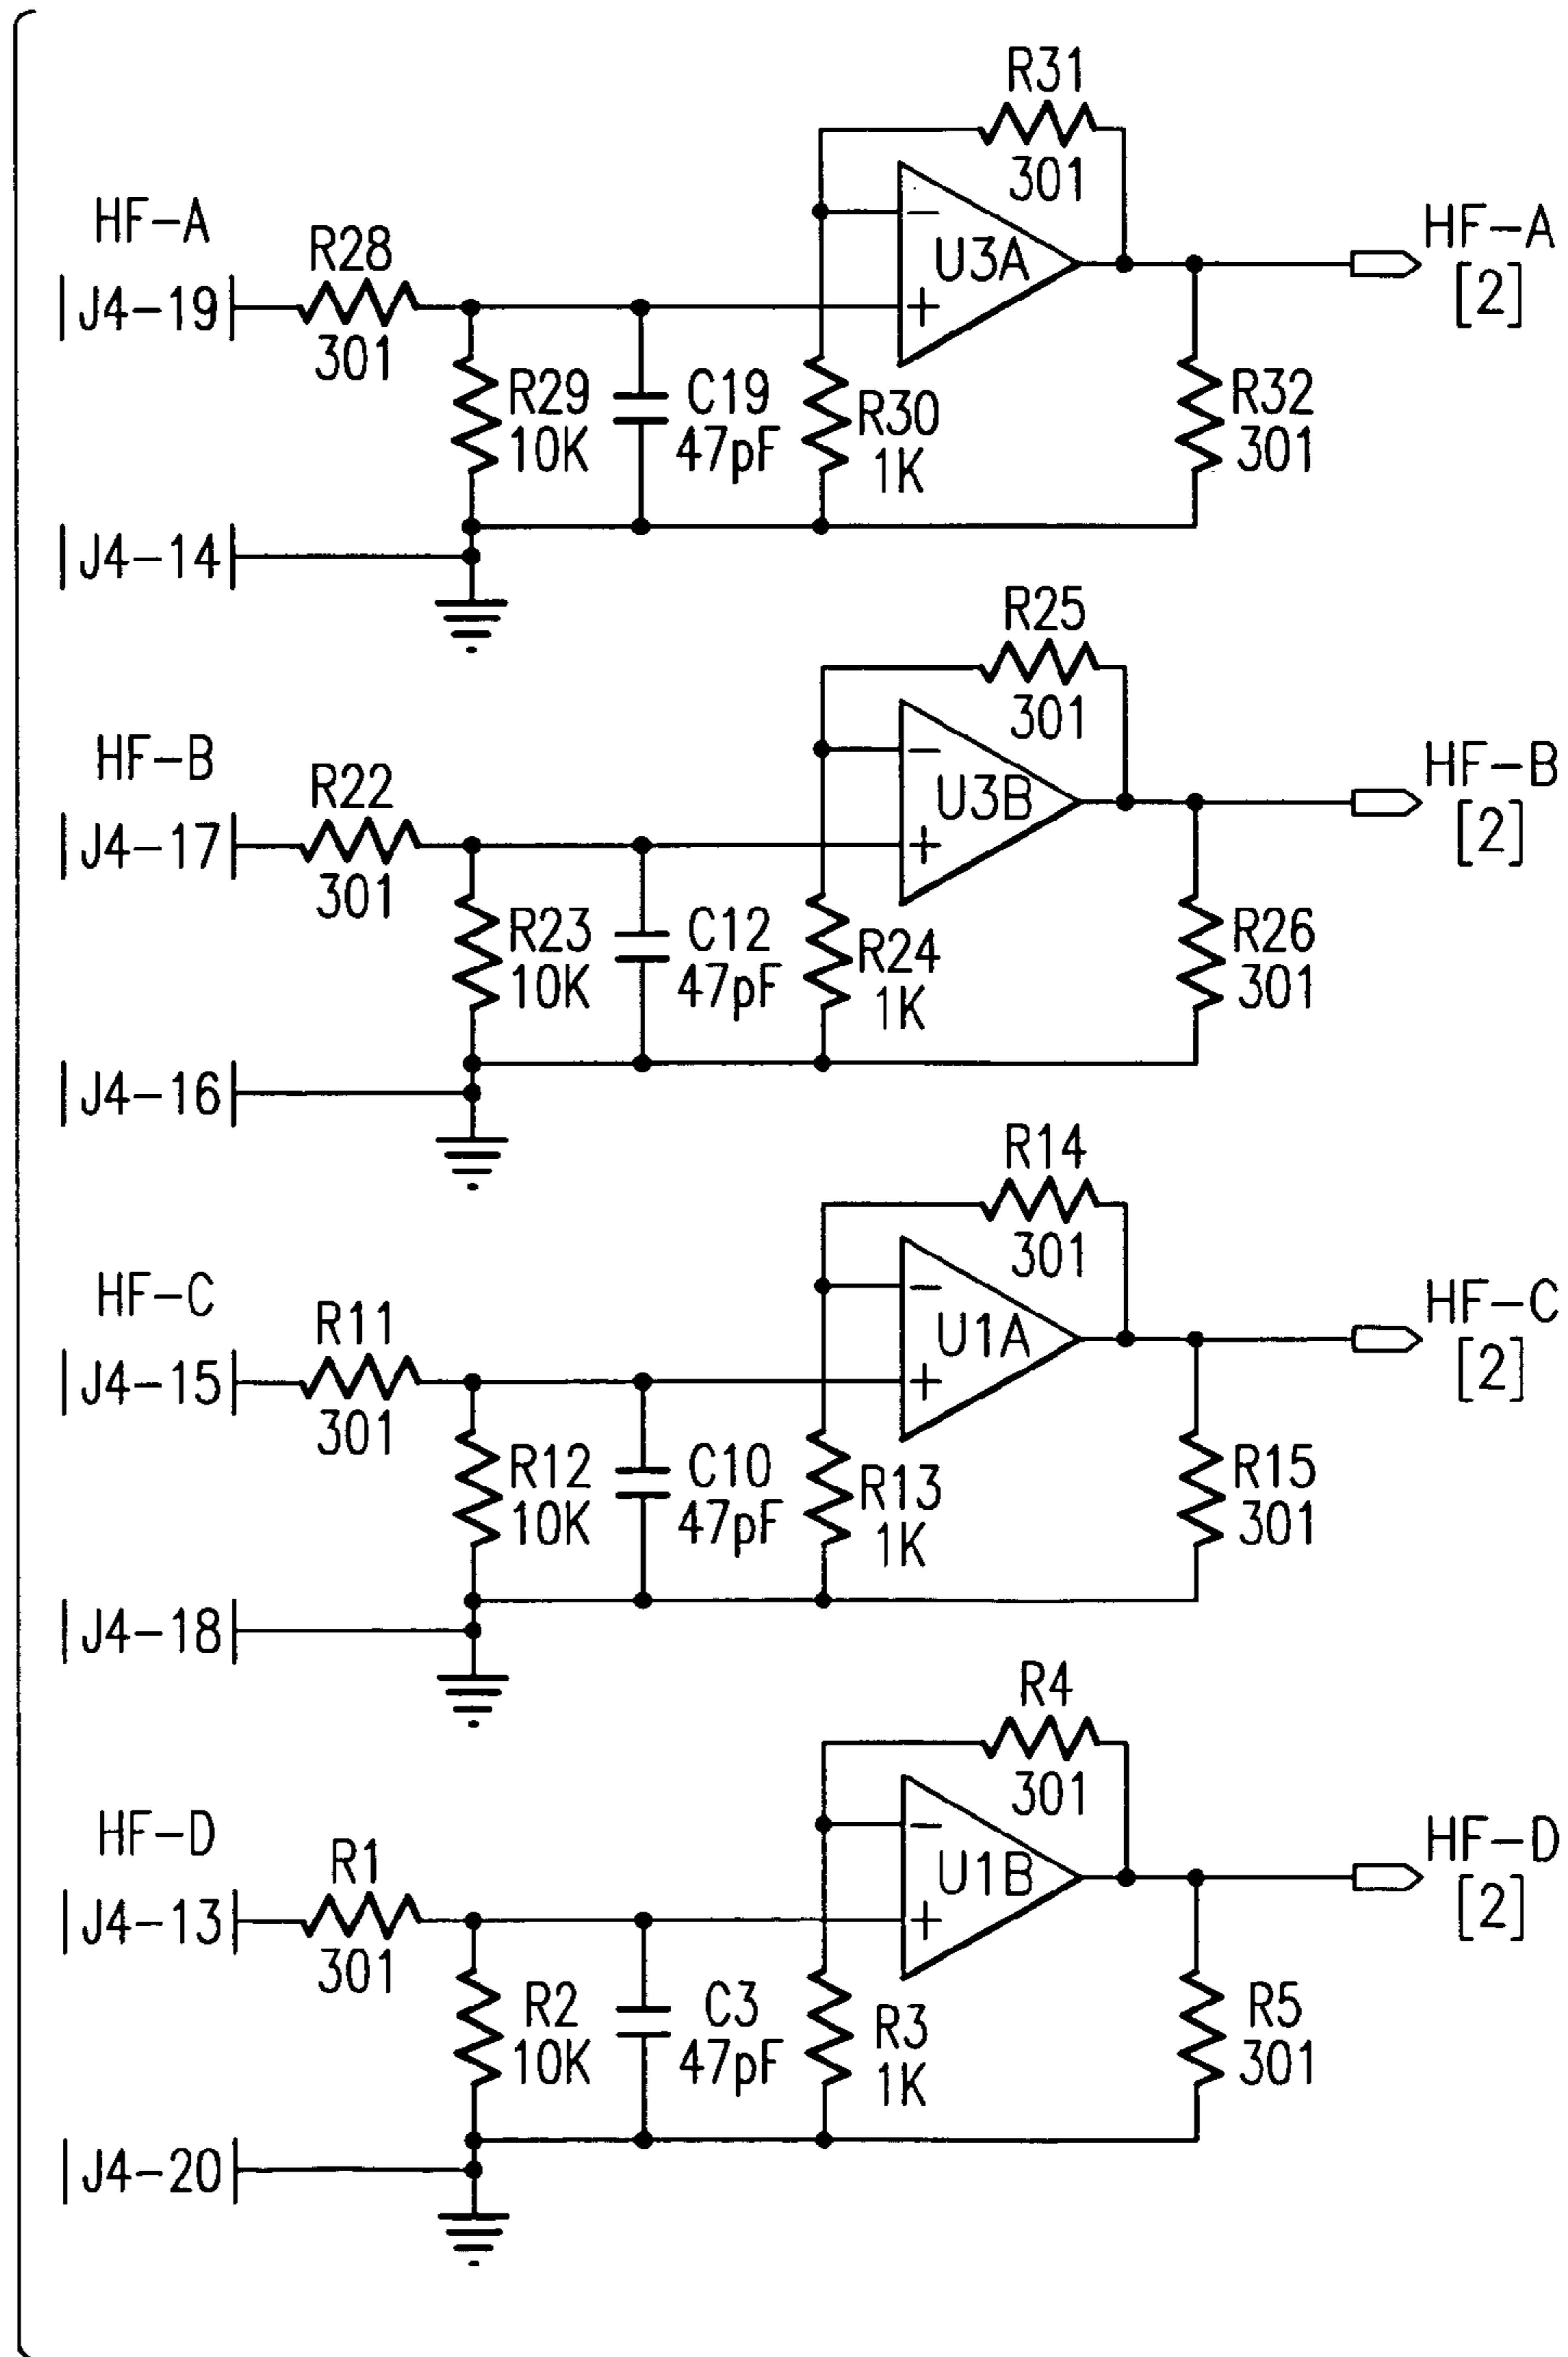 R31
301
HF-A
R28
|J4-19|
301
-
U3A
+
HF-A
[2]
R29
10K
C19
47pF
R30
1K
R32
301
|J4-14|
R25
301
HF-B
R22
|J4-17|
301
-
U3B
+
HF-B
[2]
R23
10K
C12
47pF
R24
1K
R26
301
|J4-16|
R14
301
HF-C
R11
|J4-15|
301
-
U1A
+
HF-C
[2]
R12
10K
C10
47pF
R13
1K
R15
301
|J4-18|
R4
301
HF-D
R1
|J4-13|
301
-
U1B
+
HF-D
[2]
R2
10K
C3
47pF
R3
1K
R5
301
|J4-20|